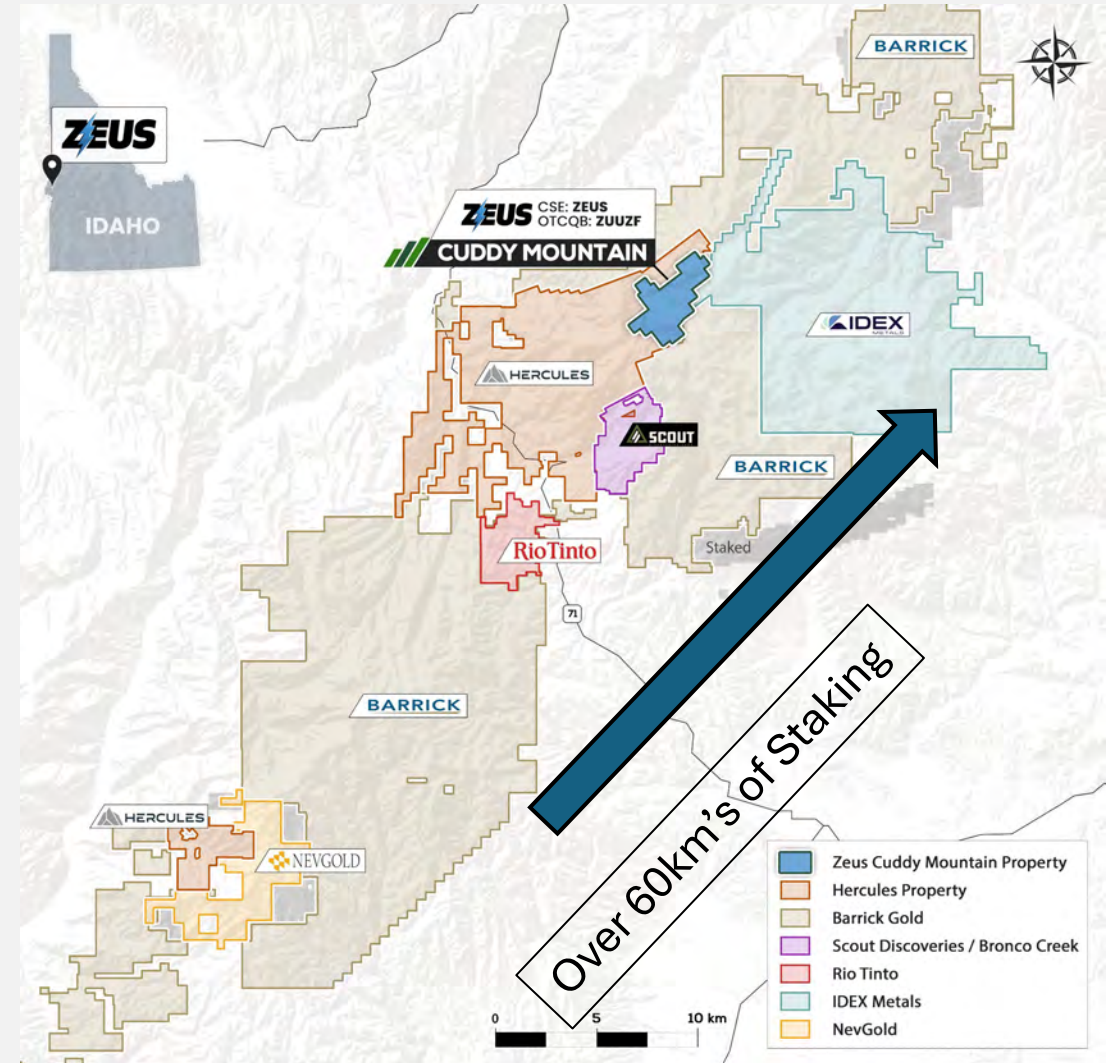 BARRICK
ZEUS
IDAHO
ZEUS CSE: ZEUS
OTCQB: ZUUZF
CUDDY MOUNTAIN
IDEX
METALS
HERCULES
SCOUT
BARRICK
RioTinto
Staked
71
BARRICK
Over 60km's of Staking
HERCULES
NEVGOLD
Zeus Cuddy Mountain Property
Hercules Property
Barrick Gold
Scout Discoveries / Bronco Creek
Rio Tinto
IDEX Metals
NevGold
0 5 10 km